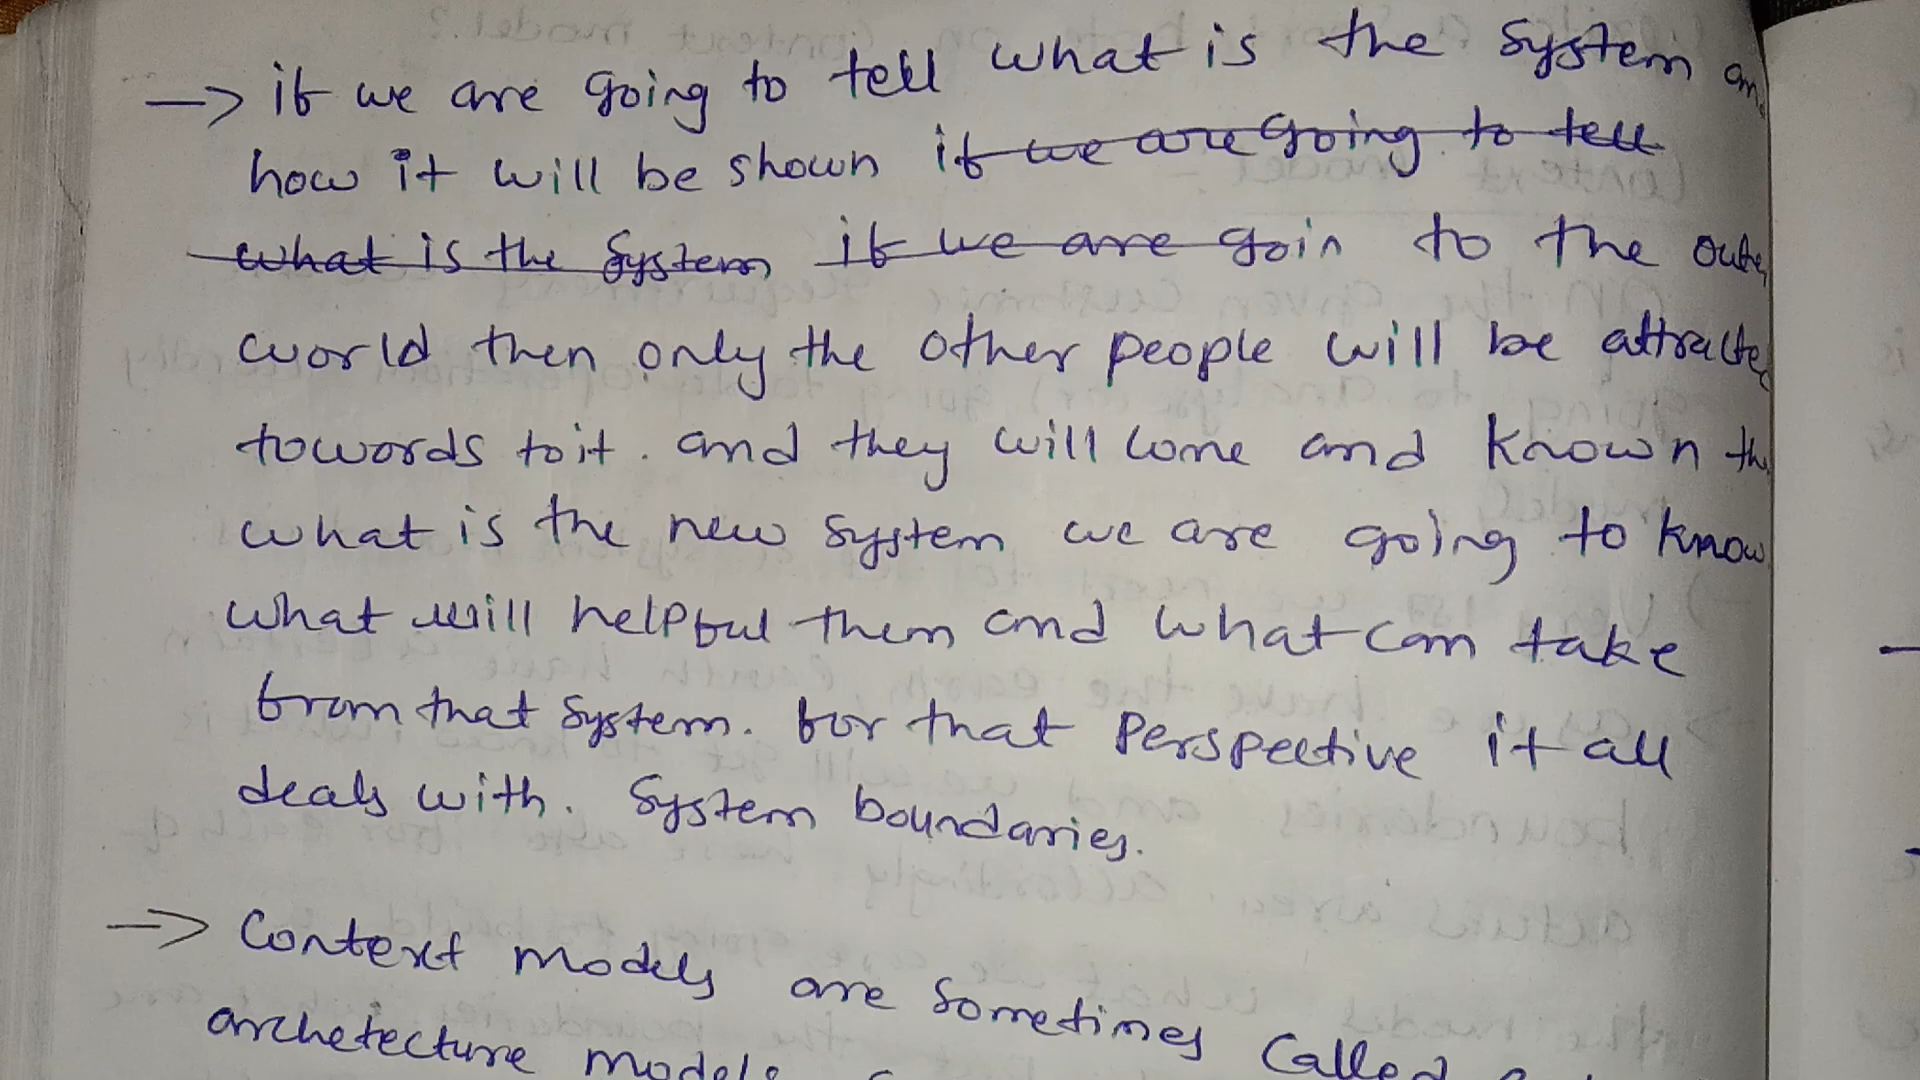 → if we are going to tell what is the System an
how it will be shown if we are going to tell
what is the System if we are goin to the oute
world then only the other people will be attracte
towords to it. and they will come and known th
what is the new System we are going to know
what will helpful them and what can take
from that System. for that Perspective it all
deals with. System boundaries.
→ Context models are sometimes called
archetecture models